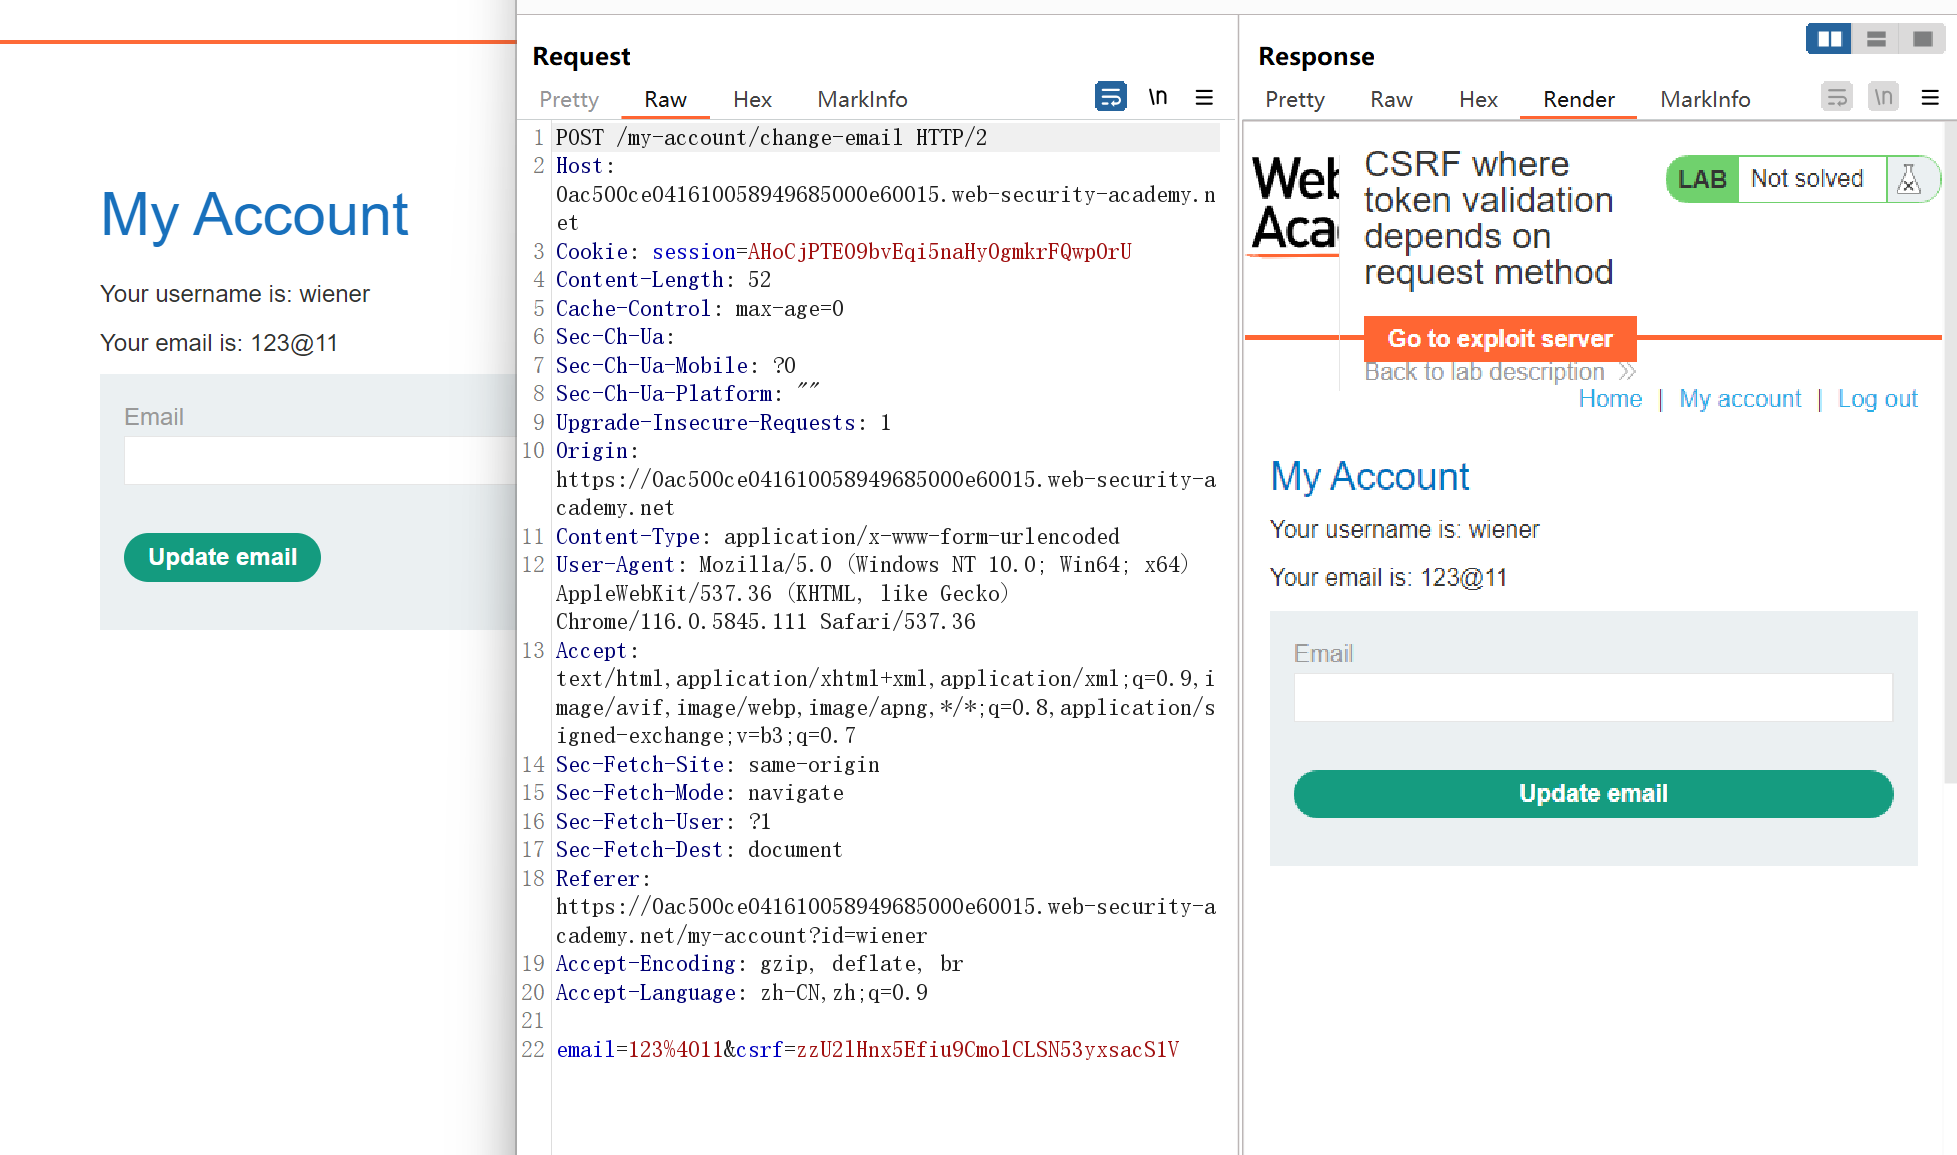 My Account
Your username is: wiener
Your email is: 123@11
Email
Update email
Request
Pretty Raw Hex MarkInfo \n
1 POST /my-account/change-email HTTP/2
2 Host:
0ac500ce041610058949685000e60015.web-security-academy.n
et
3 Cookie: session=AHoCjPTE09bvEqi5naHyOgmkrFQwpOrU
4 Content-Length: 52
5 Cache-Control: max-age=0
6 Sec-Ch-Ua:
7 Sec-Ch-Ua-Mobile: ?0
8 Sec-Ch-Ua-Platform: ""
9 Upgrade-Insecure-Requests: 1
10 Origin:
https://0ac500ce041610058949685000e60015.web-security-a
cademy.net
11 Content-Type: application/x-www-form-urlencoded
12 User-Agent: Mozilla/5.0 (Windows NT 10.0; Win64; x64)
AppleWebKit/537.36 (KHTML, like Gecko)
Chrome/116.0.5845.111 Safari/537.36
13 Accept:
text/html,application/xhtml+xml,application/xml;q=0.9,i
mage/avif,image/webp,image/apng,*/*;q=0.8,application/s
igned-exchange;v=b3;q=0.7
14 Sec-Fetch-Site: same-origin
15 Sec-Fetch-Mode: navigate
16 Sec-Fetch-User: ?1
17 Sec-Fetch-Dest: document
18 Referer:
https://0ac500ce041610058949685000e60015.web-security-a
cademy.net/my-account?id=wiener
19 Accept-Encoding: gzip, deflate, br
20 Accept-Language: zh-CN,zh;q=0.9
21
22 email=123%4011&csrf=zzU2lHnx5Efiu9CmolCLSN53yxsacS1V
Response
Pretty Raw Hex Render MarkInfo \n
Web
Aca
CSRF where
token validation
depends on
request method
LAB Not solved
Go to exploit server
Back to lab description
Home | My account | Log out
My Account
Your username is: wiener
Your email is: 123@11
Email
Update email